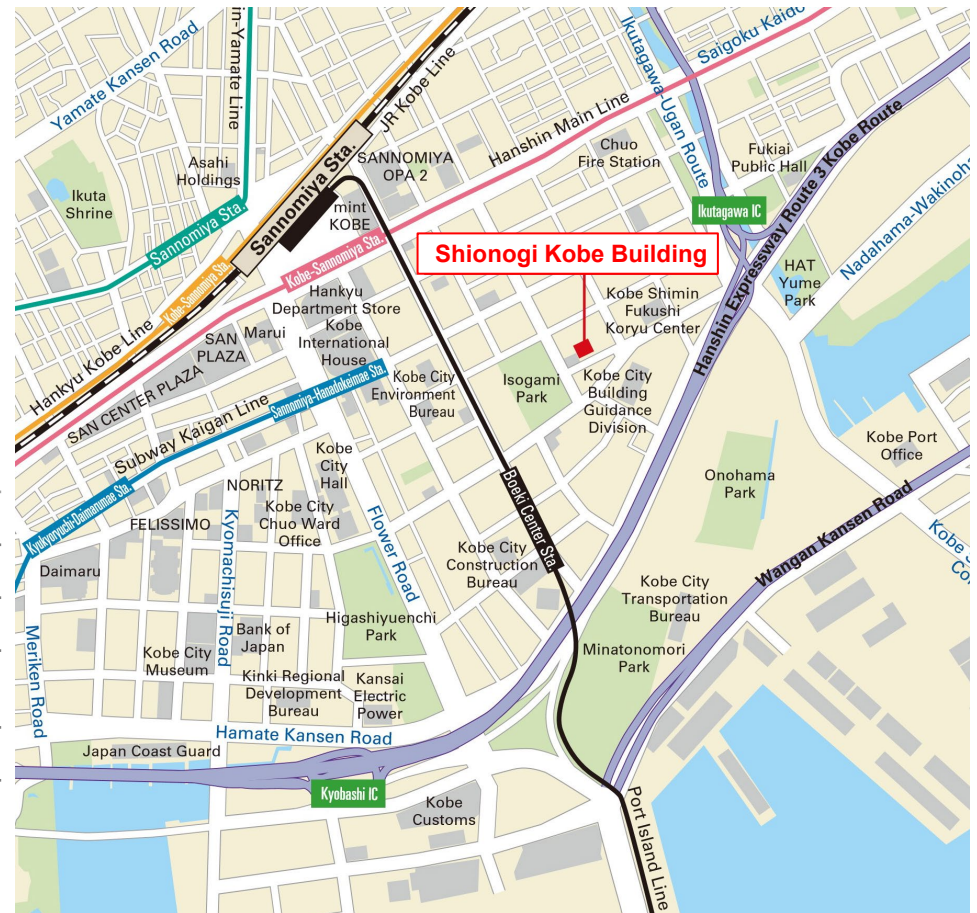 in-Yamate Line
Yamate Kansen Road
JR Kobe Line
Saigoku Kaido
Ikutagawa-Ugan Route
Hanshin Main Line
Asahi
Holdings
SANNOMIYA
OPA 2
Chuo
Fire Station
Fukiai
Public Hall
Ikuta
Shrine
Sannomiya Sta.
Sannomiya Sta.
mint
KOBE
Ikutagawa IC
Hanshin Expressway Route 3 Kobe Route
Nadahama-Wakinoha
Kobe-Sannomiya Sta.
Kobe-Sannomiya Sta.
Shionogi Kobe Building
HAT
Yume
Park
Hankyu
Department Store
Kobe Shimin
Fukushi
Koryu Center
Hankyu Kobe Line
SAN
PLAZA
Marui
Kobe
International
House
SAN CENTER PLAZA
Sannomiya-Hanadokeimae Sta.
Kobe City
Environment
Bureau
Isogami
Park
Kobe City
Building
Guidance
Division
Subway Kaigan Line
Kobe
City
Hall
Kobe Port
Office
Kyukyoryuchi-Daimarumae Sta.
NORITZ
Boeki Center Sta.
Onohama
Park
FELISSIMO
Kobe City
Chuo Ward
Office
Flower Road
Wangan Kansen Road
Kobe
Daimaru
Kyomachisuji Road
Kobe City
Construction
Bureau
Kobe City
Transportation
Bureau
Higashiyuenchi
Park
Bank of
Japan
Meriken Road
Kobe City
Museum
Minatonomori
Park
Kinki Regional
Development
Bureau
Kansai
Electric
Power
Hamate Kansen Road
Japan Coast Guard
Kyobashi IC
Kobe
Customs
Port Island Line